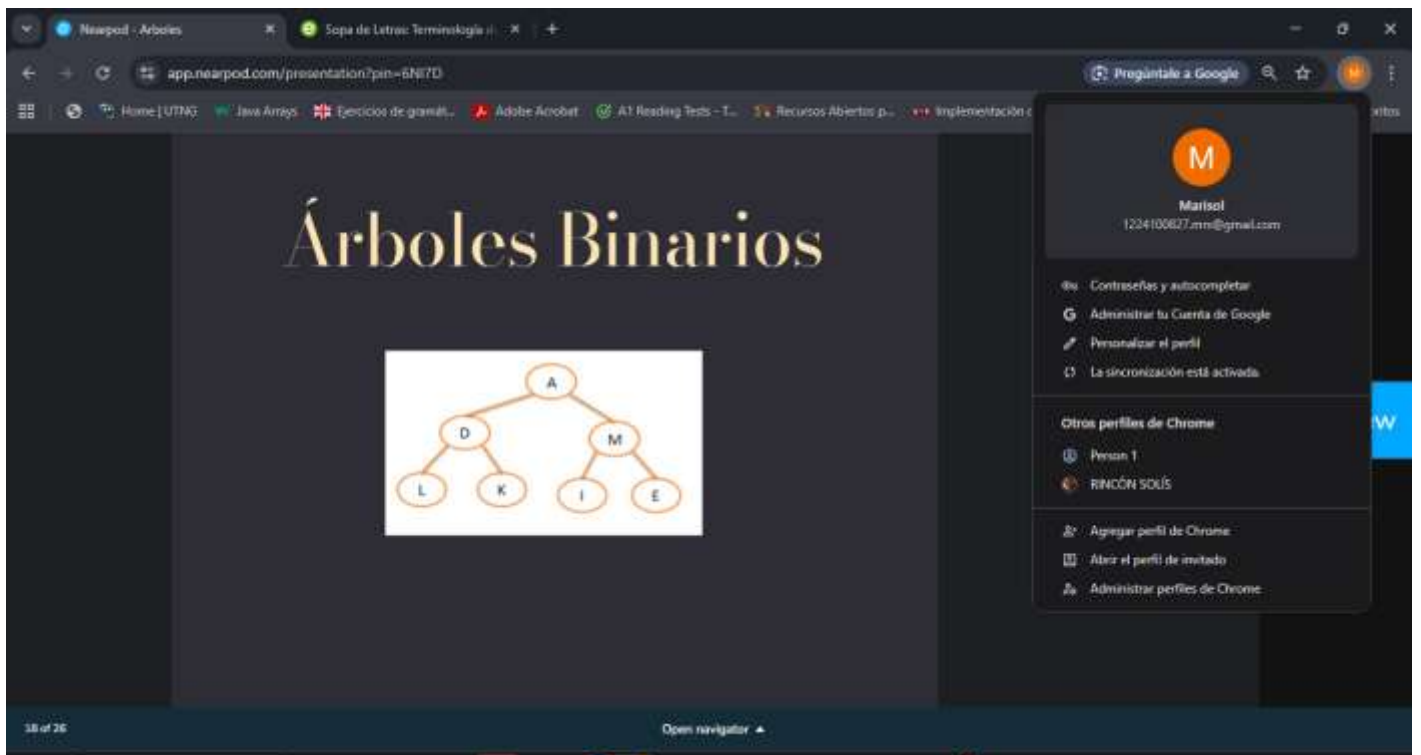 Nearpod - Arboles
Sopa de Letras: Terminología d
app.nearpod.com/presentation?pin=6NI7D
Pregúntale a Google
Home | UTNG
Java Arrays
Ejercicios de gramát...
Adobe Acrobat
A1 Reading Tests - T...
Recursos Abiertos p...
Implementación
Árboles Binarios
A
D
M
L
K
I
E
M
Marisol
1224100827.mm@gmail.com
Contraseñas y autocompletar
Administrar tu Cuenta de Google
Personalizar el perfil
La sincronización está activada
Otros perfiles de Chrome
Person 1
RINCÓN SOLÍS
Agregar perfil de Chrome
Abrir el perfil de invitado
Administrar perfiles de Chrome
18 of 26
Open navigator